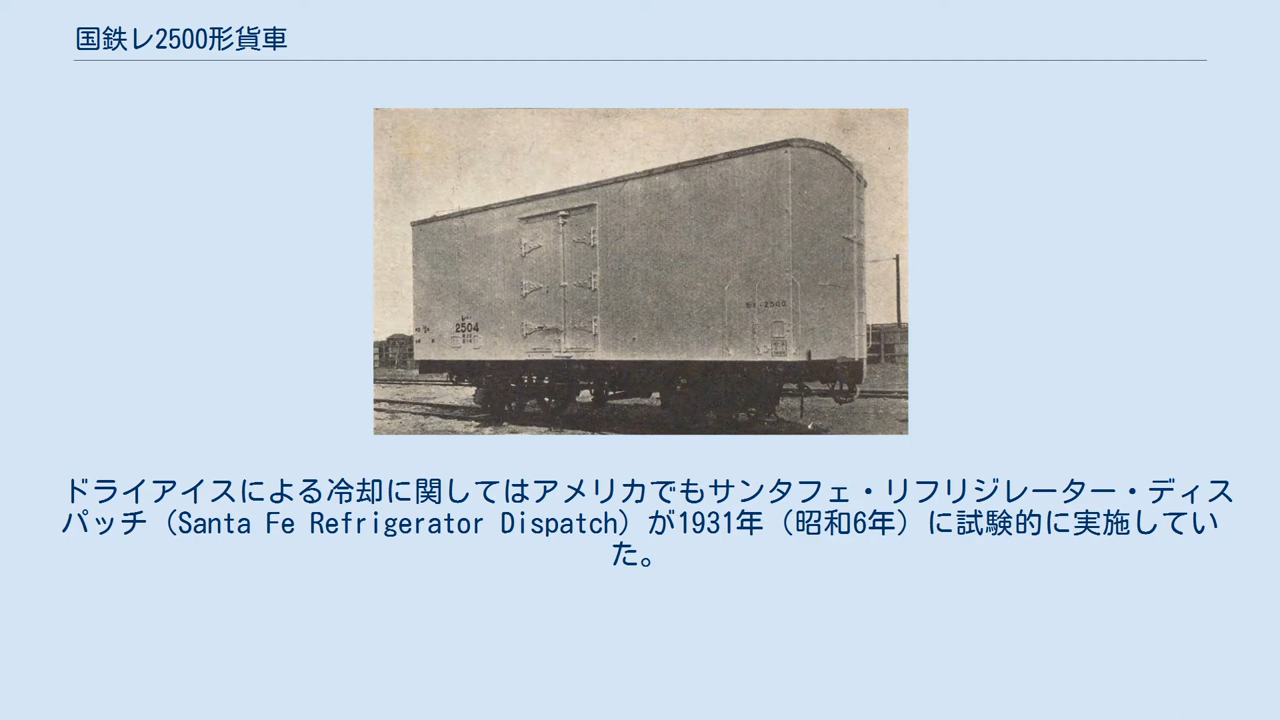 国鉄レ2500形貨車
2504
ドライアイスによる冷却に関してはアメリカでもサンタフェ・リフリジレーター・ディス
パッチ（Santa Fe Refrigerator Dispatch）が1931年（昭和6年）に試験的に実施してい
た。